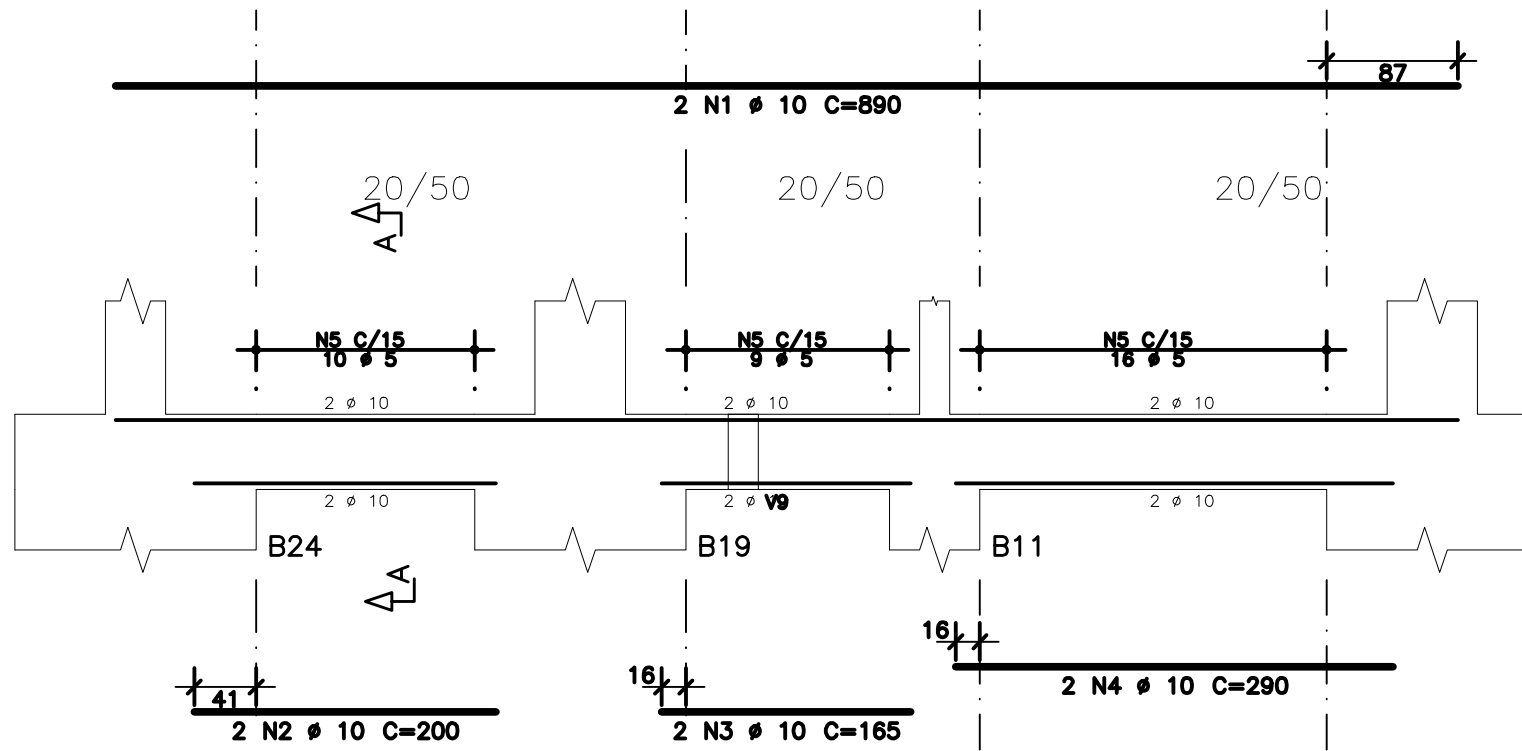 87
2 N1 ø 10 C=890
20/50 20/50 20/50
A
N5 C/15 N5 C/15 N5 C/15
10 ø 5 9 ø 5 16 ø 5
2 ø 10 2 ø 10 2 ø 10
2 ø 10 2 ø V9 2 ø 10
B24 B19 B11
A
16
41 16
2 N4 ø 10 C=290
2 N2 ø 10 C=200 2 N3 ø 10 C=165